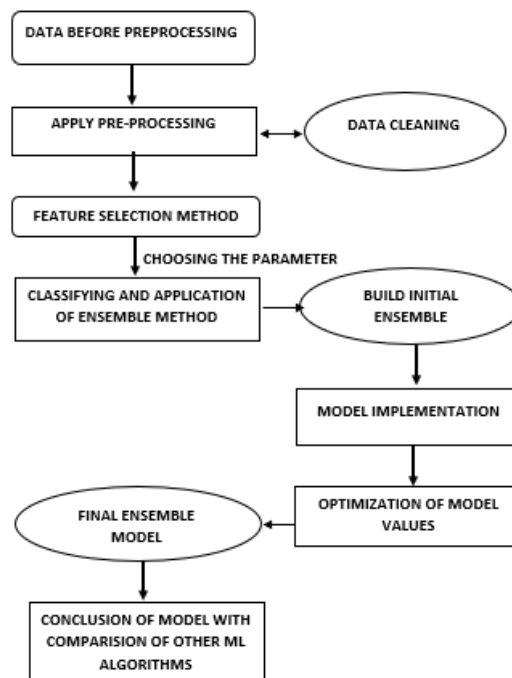 DATA BEFORE PREPROCESSING
APPLY PRE-PROCESSING
DATA CLEANING
FEATURE SELECTION METHOD
CHOOSING THE PARAMETER
CLASSIFYING AND APPLICATION
OF ENSEMBLE METHOD
BUILD INITIAL
ENSEMBLE
MODEL IMPLEMENTATION
OPTIMIZATION OF MODEL
VALUES
FINAL ENSEMBLE
MODEL
CONCLUSION OF MODEL WITH
COMPARISION OF OTHER ML
ALGORITHMS